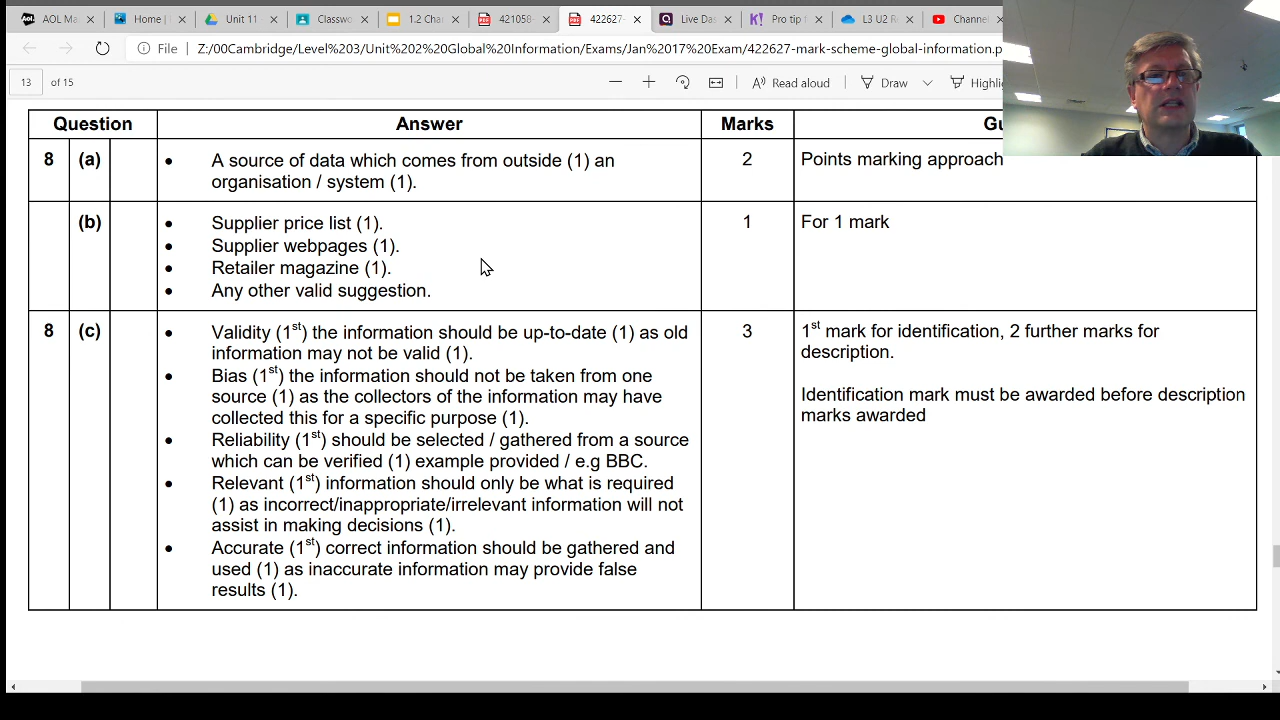 AOL Ma
Home |
Unit 11
Classwo
1.2 Char
421058-
422627-
Live Das
Pro tip f
L3 U2 Re
Channel
File
Z:/00Cambridge/Level%203/Unit%202%20Global%20Information/Exams/Jan%2017%20Exam/422627-mark-scheme-global-information.p
13 of 15
Read aloud
Draw
Highli
Question Answer Marks Gu
8 (a) • A source of data which comes from outside (1) an 2 Points marking approach
organisation / system (1).
(b) • Supplier price list (1). 1 For 1 mark
• Supplier webpages (1).
• Retailer magazine (1).
• Any other valid suggestion.
8 (c) • Validity (1st) the information should be up-to-date (1) as old 3 1st mark for identification, 2 further marks for
information may not be valid (1). description.
• Bias (1st) the information should not be taken from one
source (1) as the collectors of the information may have Identification mark must be awarded before description
collected this for a specific purpose (1). marks awarded
• Reliability (1st) should be selected / gathered from a source
which can be verified (1) example provided / e.g BBC.
• Relevant (1st) information should only be what is required
(1) as incorrect/inappropriate/irrelevant information will not
assist in making decisions (1).
• Accurate (1st) correct information should be gathered and
used (1) as inaccurate information may provide false
results (1).